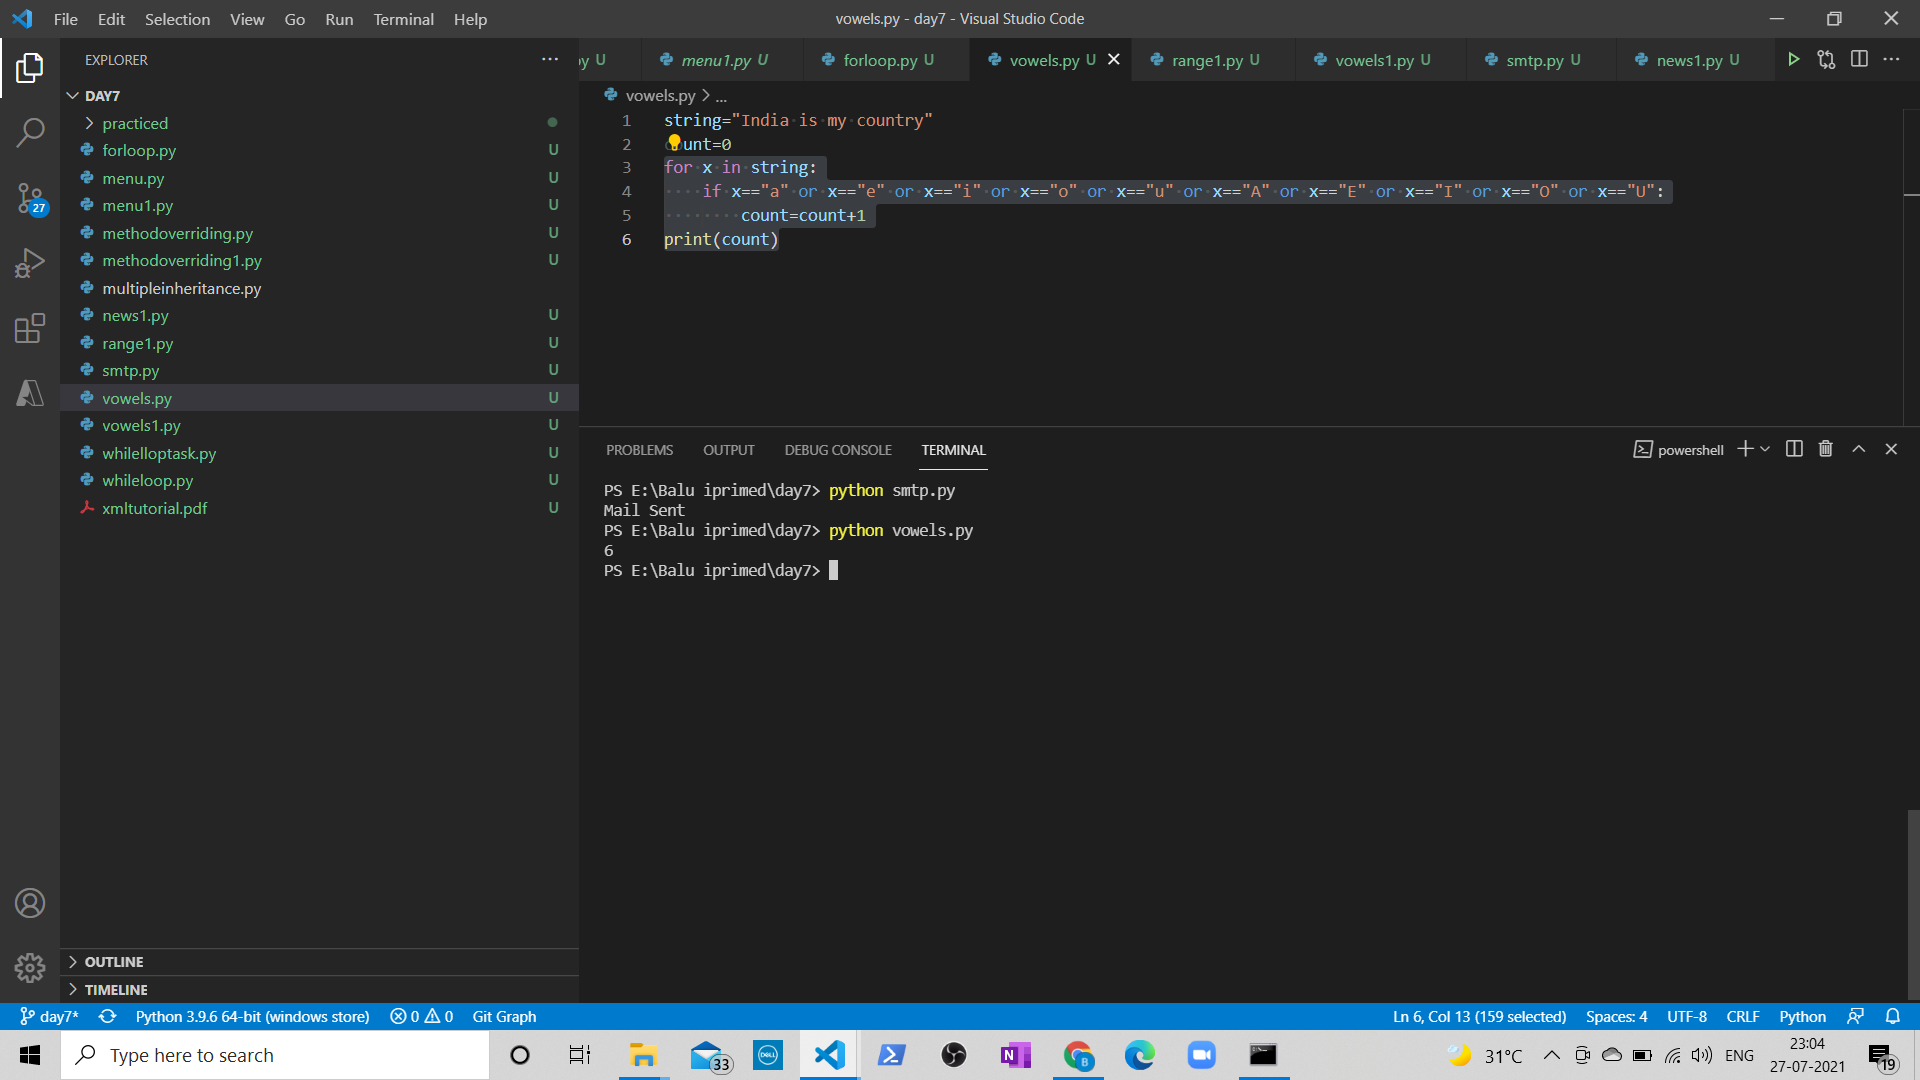 File Edit Selection View Go Run Terminal Help
vowels.py - day7 - Visual Studio Code
EXPLORER
DAY7
practiced
forloop.py U
menu.py U
menu1.py U
methodoverriding.py U
methodoverriding1.py U
multipleinheritance.py
news1.py U
range1.py U
smtp.py U
vowels.py U
vowels1.py U
whilelloptask.py U
whileloop.py U
xmltutorial.pdf U
OUTLINE
TIMELINE
27
py U menu1.py U forloop.py U vowels.py U range1.py U vowels1.py U smtp.py U news1.py U
vowels.py > ...
1 string="India is my country"
2 count=0
3 for x in string:
4 if x=="a" or x=="e" or x=="i" or x=="o" or x=="u" or x=="A" or x=="E" or x=="I" or x=="O" or x=="U":
5 count=count+1
6 print(count)
PROBLEMS OUTPUT DEBUG CONSOLE TERMINAL
powershell
PS E:\Balu iprimed\day7> python smtp.py
Mail Sent
PS E:\Balu iprimed\day7> python vowels.py
6
PS E:\Balu iprimed\day7>
day7* Python 3.9.6 64-bit (windows store) 0 0 Git Graph
Ln 6, Col 13 (159 selected) Spaces: 4 UTF-8 CRLF Python
Type here to search
33
DELL
N
B
31°C
ENG
23:04
27-07-2021
19